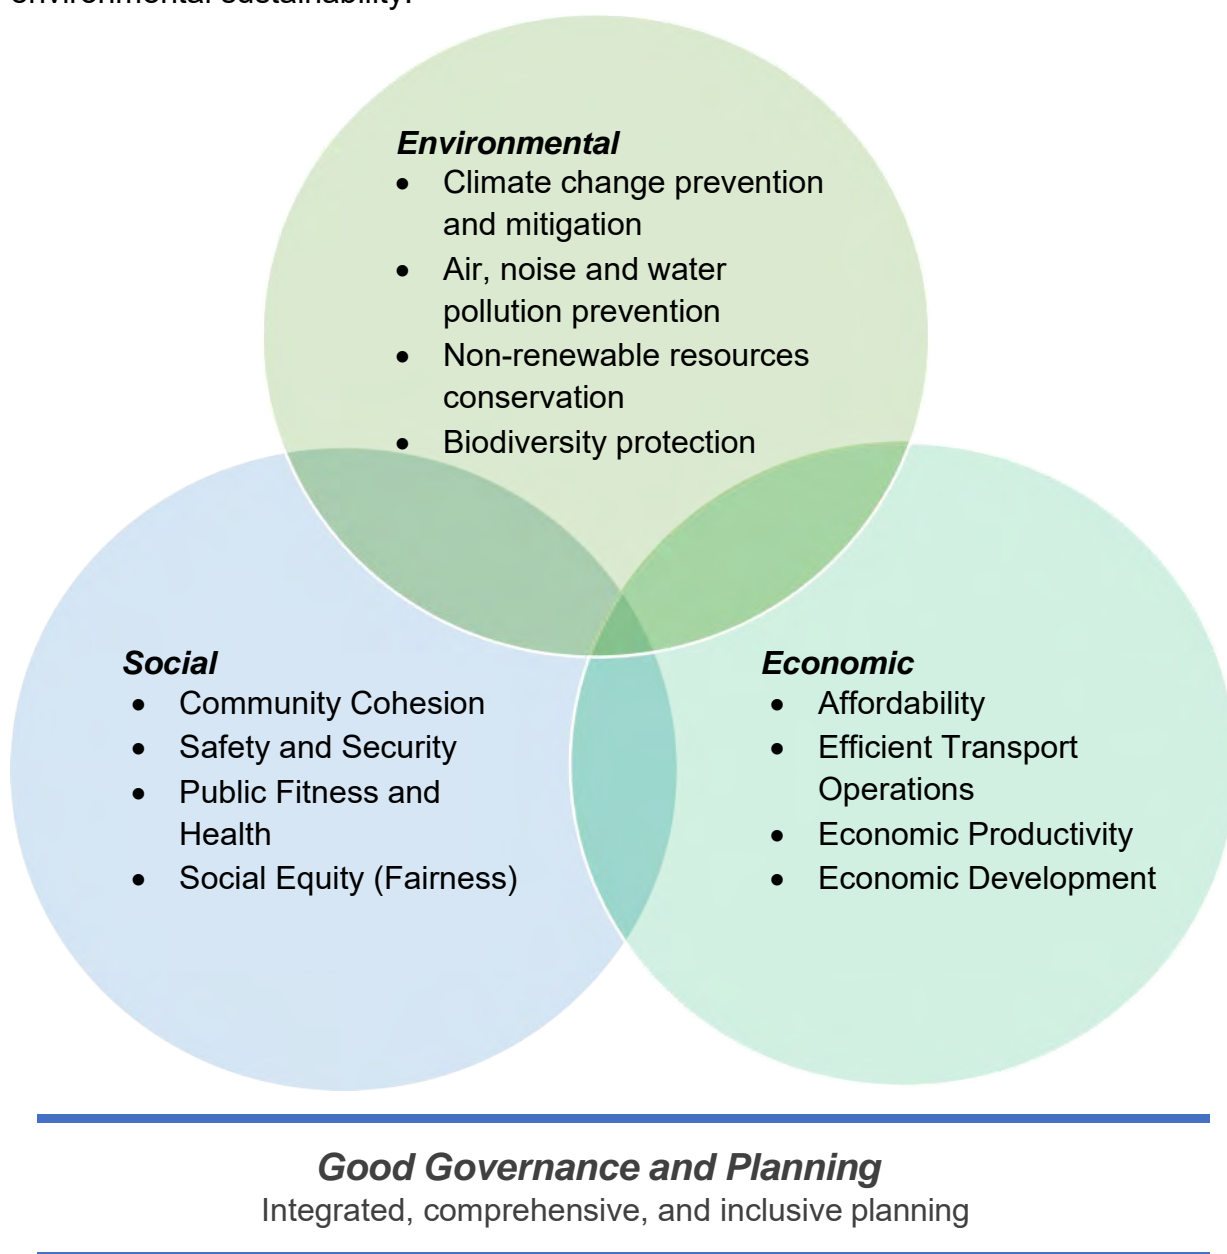 environmental sustainability.
Environmental
• Climate change prevention
and mitigation
• Air, noise and water
pollution prevention
• Non-renewable resources
conservation
• Biodiversity protection
Social
• Community Cohesion
• Safety and Security
• Public Fitness and
Health
• Social Equity (Fairness)
Economic
• Affordability
• Efficient Transport
Operations
• Economic Productivity
• Economic Development
Good Governance and Planning
Integrated, comprehensive, and inclusive planning